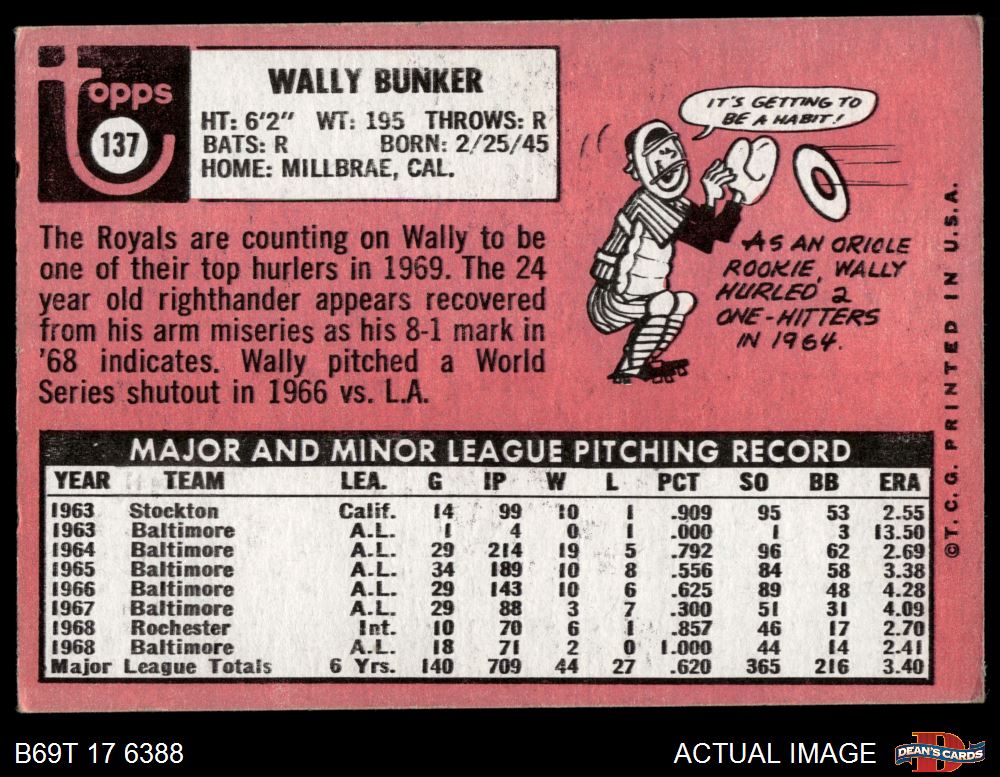 topps
137
WALLY BUNKER
HT: 6'2" WT: 195 THROWS: R
BATS: R BORN: 2/25/45
HOME: MILLBRAE, CAL.
The Royals are counting on Wally to be
one of their top hurlers in 1969. The 24
year old righthander appears recovered
from his arm miseries as his 8-1 mark in
'68 indicates. Wally pitched a World
Series shutout in 1966 vs. L.A.
IT'S GETTING TO
BE A HABIT!
AS AN ORIOLE
ROOKIE, WALLY
HURLED 2
ONE-HITTERS
IN 1964.
©T. C. G. PRINTED IN U.S.A.
MAJOR AND MINOR LEAGUE PITCHING RECORD
YEAR TEAM LEA. G IP W L PCT SO BB ERA
1963 Stockton Calif. 14 99 10 1 .909 95 53 2.55
1963 Baltimore A.L. 1 4 0 1 .000 1 3 13.50
1964 Baltimore A.L. 29 214 19 5 .792 96 62 2.69
1965 Baltimore A.L. 34 189 10 8 .556 84 58 3.38
1966 Baltimore A.L. 29 143 10 6 .625 89 48 4.28
1967 Baltimore A.L. 29 88 3 7 .300 51 31 4.09
1968 Rochester Int. 10 70 6 1 .857 46 17 2.70
1968 Baltimore A.L. 18 71 2 0 1.000 44 14 2.41
Major League Totals 6 Yrs. 140 709 44 27 .620 365 216 3.40
B69T 17 6388
ACTUAL IMAGE
DEAN'S CARDS